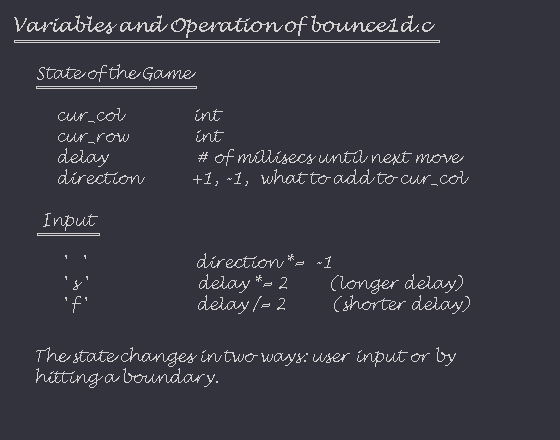 Variables and Operation of bounce1d.c
State of the Game
cur_col int
cur_row int
delay # of millisecs until next move
direction +1, -1, what to add to cur_col
Input
' ' direction *= -1
's' delay *= 2 (longer delay)
'f' delay /= 2 (shorter delay)
The state changes in two ways: user input or by
hitting a boundary.